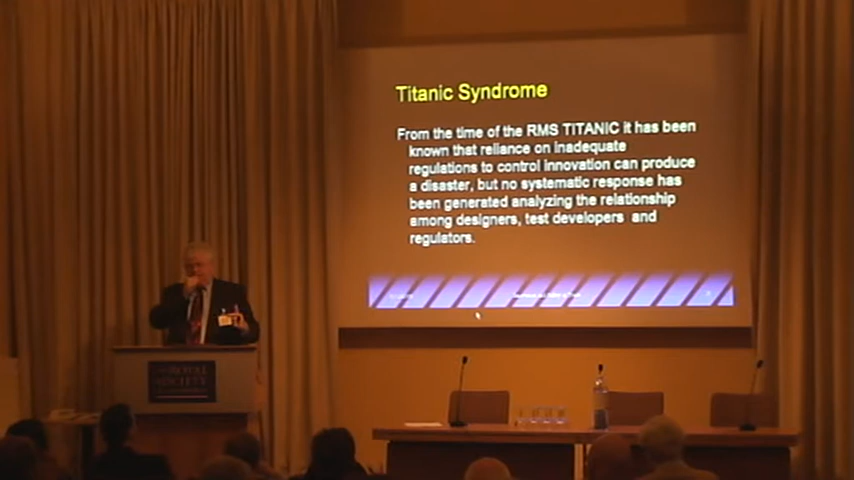 Titanic Syndrome
From the time of the RMS TITANIC it has been
known that reliance on inadequate
regulations to control innovation can produce
a disaster, but no systematic response has
been generated analyzing the relationship
among designers, test developers and
regulators.
ROYAL
SOCIETY